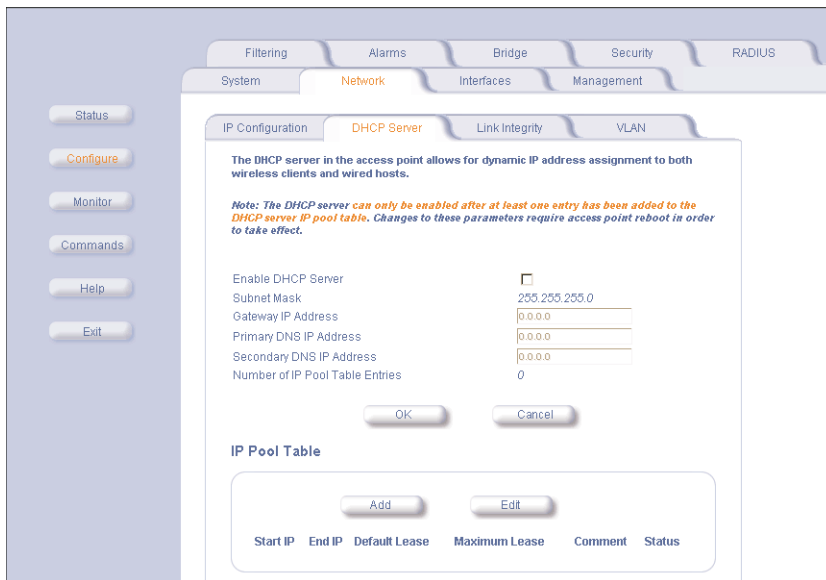 Filtering Alarms Bridge Security RADIUS
System Network Interfaces Management
Status
Configure
Monitor
Commands
Help
Exit
IP Configuration DHCP Server Link Integrity VLAN
The DHCP server in the access point allows for dynamic IP address assignment to both
wireless clients and wired hosts.
Note: The DHCP server can only be enabled after at least one entry has been added to the
DHCP server IP pool table. Changes to these parameters require access point reboot in order
to take effect.
Enable DHCP Server
Subnet Mask 255.255.255.0
Gateway IP Address 0.0.0.0
Primary DNS IP Address 0.0.0.0
Secondary DNS IP Address 0.0.0.0
Number of IP Pool Table Entries 0
OK Cancel
IP Pool Table
Add Edit
Start IP End IP Default Lease Maximum Lease Comment Status